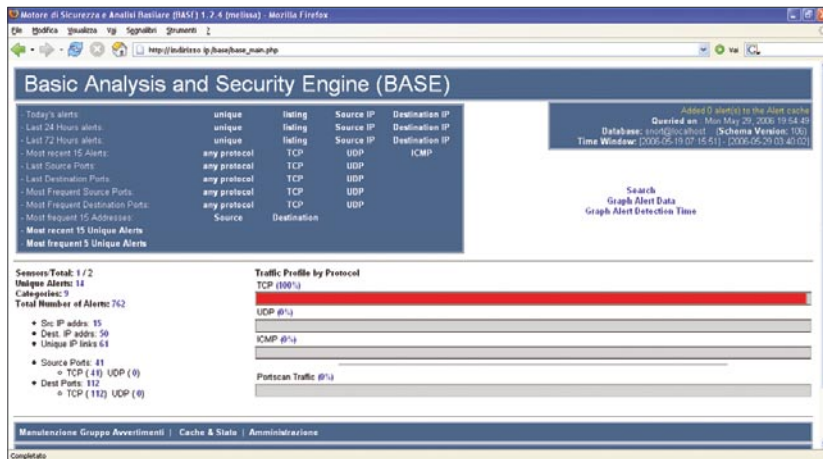 Motore di Sicurezza e Analisi Basilare (BASE) 1.2.4 (melissa) - Mozilla Firefox
File Modifica Visualizza Vai Segnalibri Strumenti ?
http://indirizzo ip/base/base_main.php Vai
Basic Analysis and Security Engine (BASE)
- Today's alerts: unique listing Source IP Destination IP
- Last 24 Hours alerts: unique listing Source IP Destination IP
- Last 72 Hours alerts: unique listing Source IP Destination IP
- Most recent 15 Alerts: any protocol TCP UDP ICMP
- Last Source Ports: any protocol TCP UDP
- Last Destination Ports: any protocol TCP UDP
- Most Frequent Source Ports: any protocol TCP UDP
- Most Frequent Destination Ports: any protocol TCP UDP
- Most frequent 15 Addresses: Source Destination
- Most recent 15 Unique Alerts
- Most frequent 5 Unique Alerts
Added 0 alert(s) to the Alert cache
Queried on : Mon May 29, 2006 19:54:49
Database: snort@localhost (Schema Version: 106)
Time Window: [2006-05-19 07:15:51] - [2006-05-29 03:40:02]
Search
Graph Alert Data
Graph Alert Detection Time
Sensors/Total: 1 / 2
Unique Alerts: 14
Categories: 9
Total Number of Alerts: 762
Src IP addrs: 15
Dest. IP addrs: 50
Unique IP links 61
Source Ports: 41
TCP ( 41) UDP ( 0)
Dest Ports: 112
TCP ( 112) UDP ( 0)
Traffic Profile by Protocol
TCP (100%)
UDP (0%)
ICMP (0%)
Portscan Traffic (0%)
Manutenzione Gruppo Avvertimenti | Cache & Stato | Amministrazione
Completato